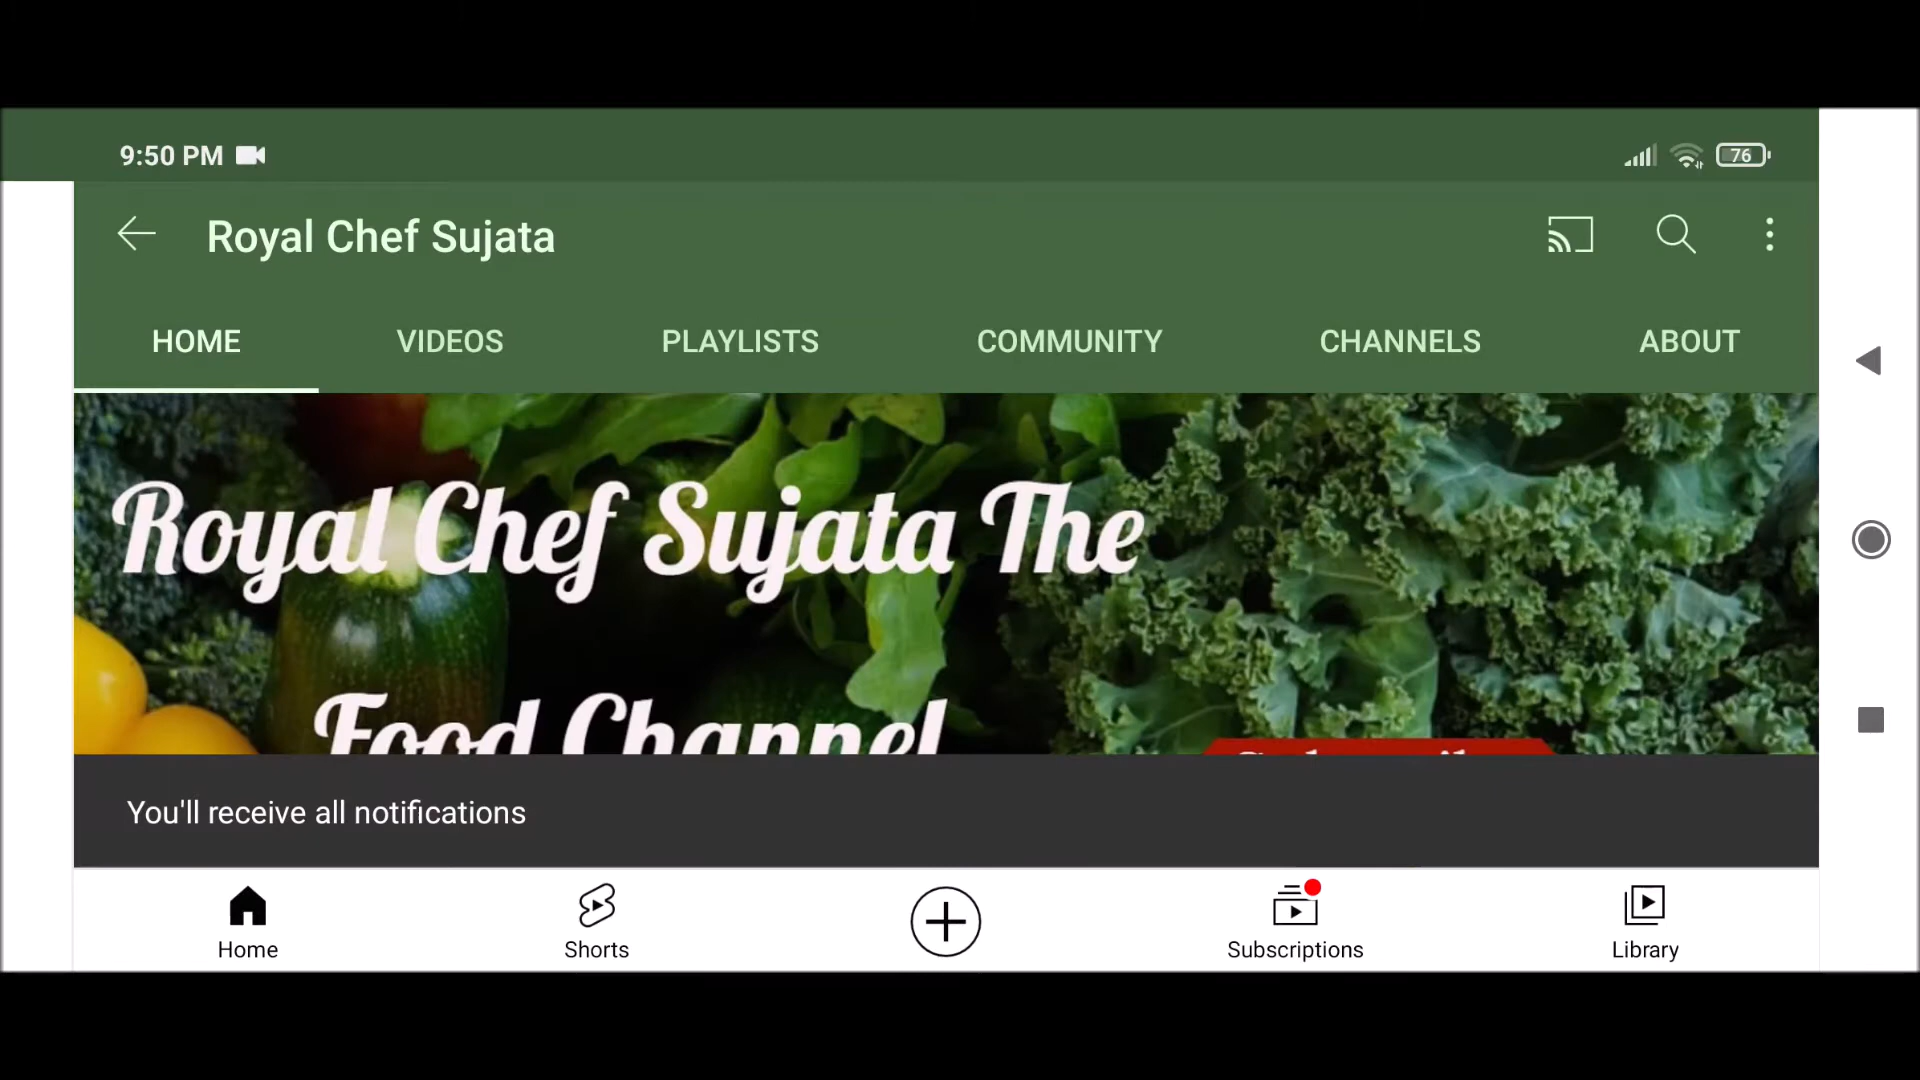 9:50 PM
76
Royal Chef Sujata
HOME VIDEOS PLAYLISTS COMMUNITY CHANNELS ABOUT
Royal Chef Sujata The
Food Channel
You'll receive all notifications
Home Shorts Subscriptions Library